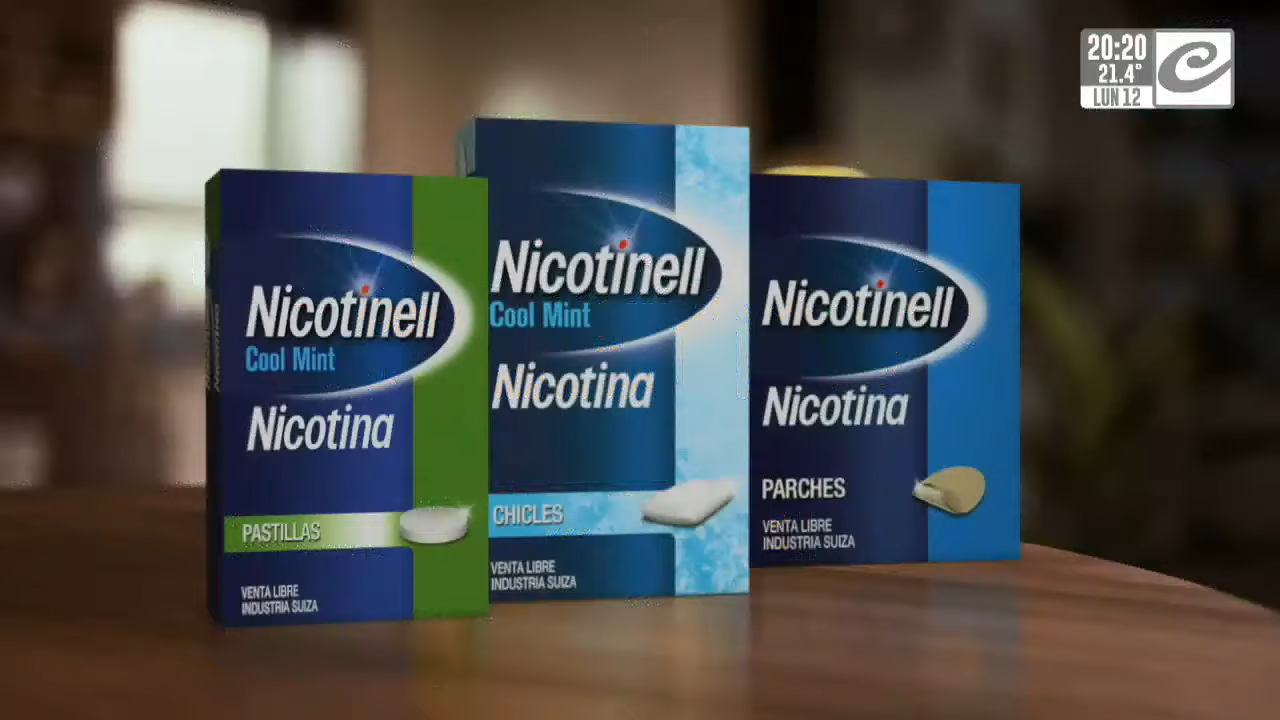 20:20
21.4°
LUN 12
Nicotinell
Cool Mint
Nicotina
PASTILLAS
VENTA LIBRE
INDUSTRIA SUIZA
Nicotinell
Cool Mint
Nicotina
CHICLES
VENTA LIBRE
INDUSTRIA SUIZA
Nicotinell
Nicotina
PARCHES
VENTA LIBRE
INDUSTRIA SUIZA